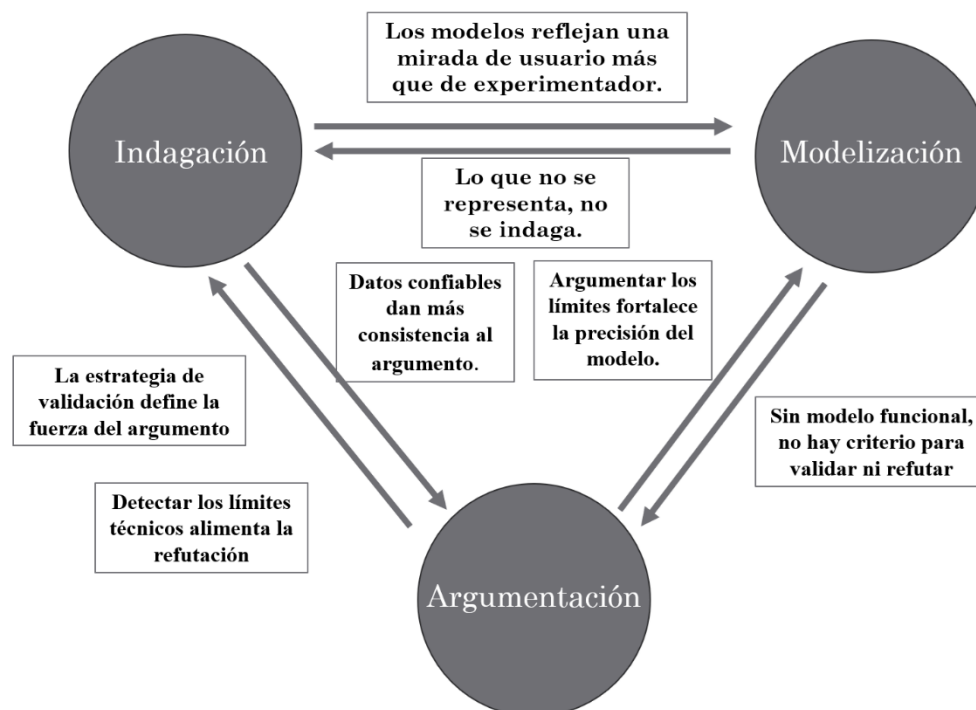 Los modelos reflejan una
mirada de usuario más
que de experimentador.
Indagación
Modelización
Lo que no se
representa, no
se indaga.
Datos confiables
dan más
consistencia al
argumento.
Argumentar los
límites fortalece
la precisión del
modelo.
La estrategia de
validación define la
fuerza del argumento
Sin modelo funcional,
no hay criterio para
validar ni refutar
Detectar los límites
técnicos alimenta la
refutación
Argumentación